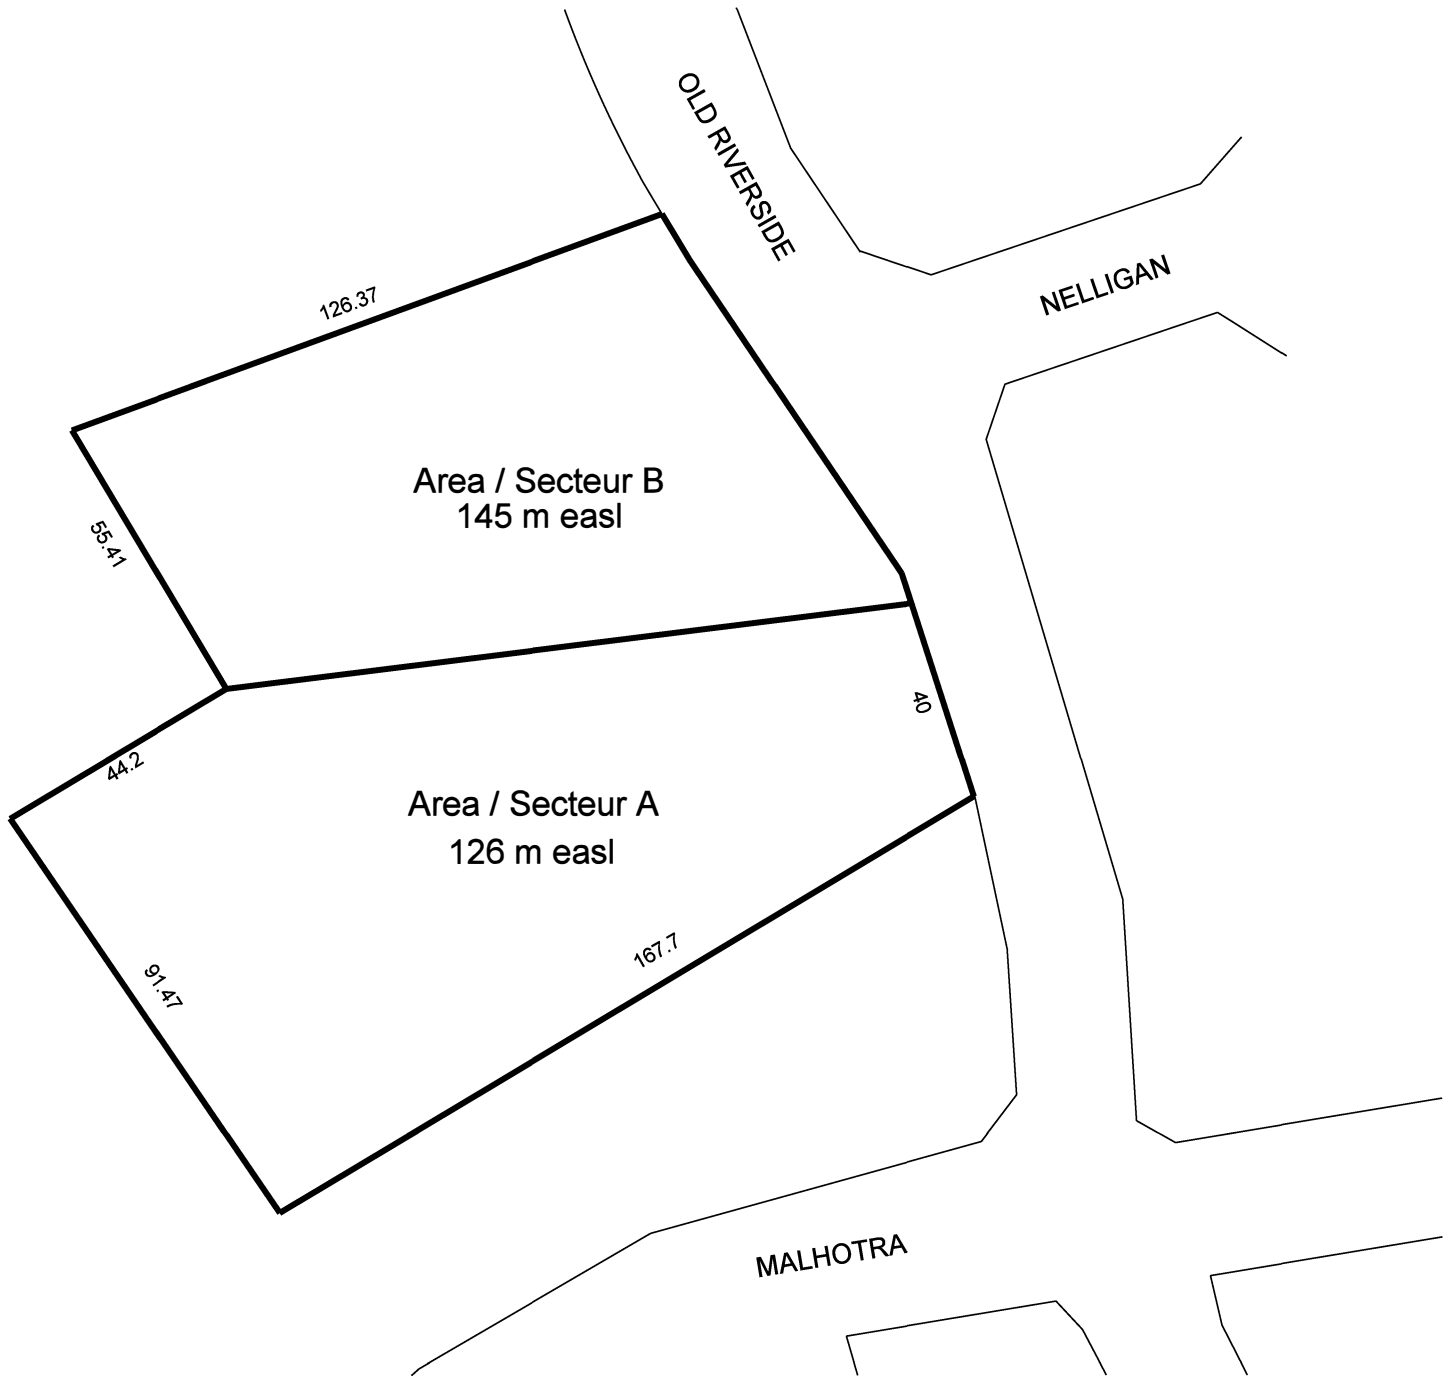 OLD RIVERSIDE
NELLIGAN
126.37
Area / Secteur B
145 m easl
55.41
40
44.2
Area / Secteur A
126 m easl
167.7
91.47
MALHOTRA